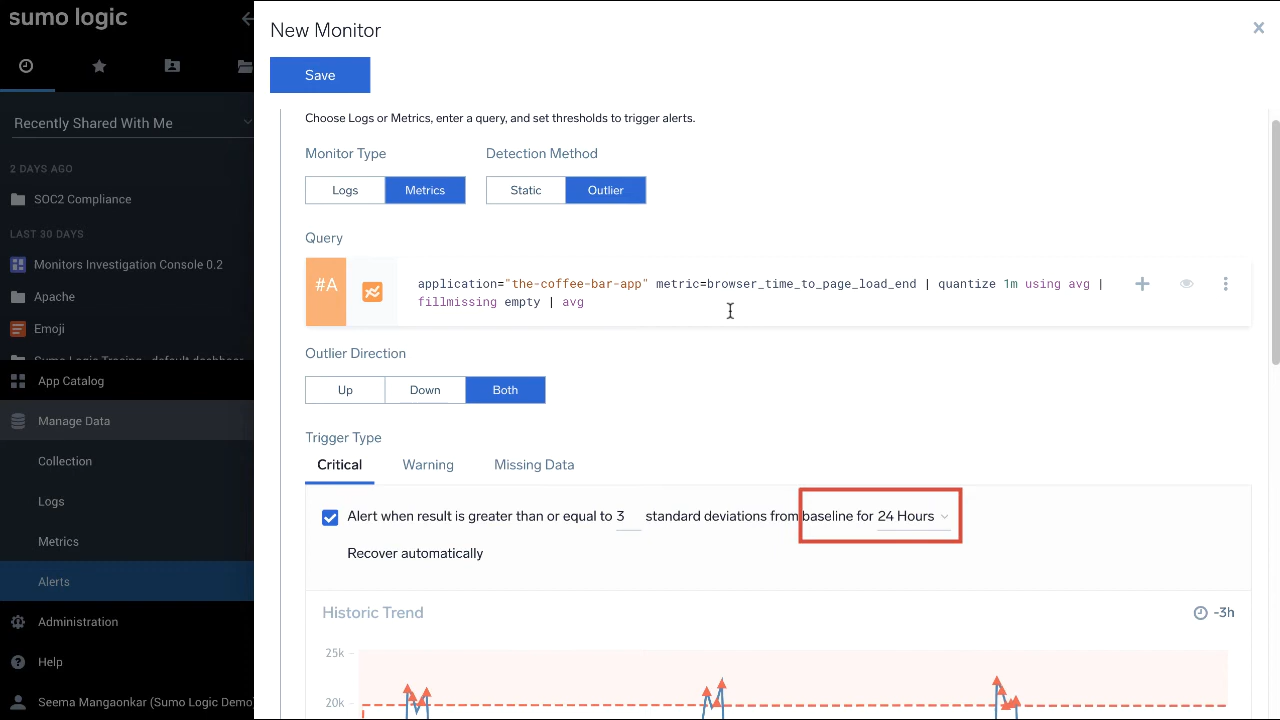 sumo logic
Recently Shared With Me
2 DAYS AGO
SOC2 Compliance
LAST 30 DAYS
Monitors Investigation Console 0.2
Apache
Emoji
Sumo Logic Tracing - default dashboar
App Catalog
Manage Data
Collection
Logs
Metrics
Alerts
Administration
Help
Seema Mangaonkar (Sumo Logic Demo
New Monitor
Save
Choose Logs or Metrics, enter a query, and set thresholds to trigger alerts.
Monitor Type Detection Method
Logs Metrics Static Outlier
Query
#A
application="the-coffee-bar-app" metric=browser_time_to_page_load_end | quantize 1m using avg |
fillmissing empty | avg
Outlier Direction
Up Down Both
Trigger Type
Critical Warning Missing Data
Alert when result is greater than or equal to 3 standard deviations from baseline for 24 Hours
Recover automatically
Historic Trend -3h
25k
20k